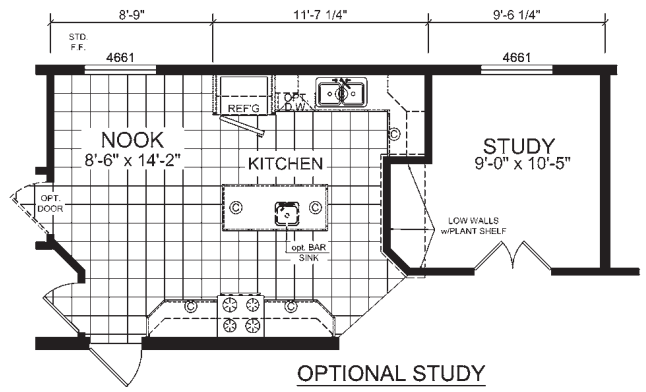 8'-9" 11'-7 1/4" 9'-6 1/4"
STD.
F.F.
4661 4661
REF'G
OPT.
D.W.
NOOK
8'-6" x 14'-2"
KITCHEN
STUDY
9'-0" x 10'-5"
OPT.
DOOR
LOW WALLS
w/PLANT SHELF
opt. BAR
SINK
C
C
C
C
C
OPTIONAL STUDY